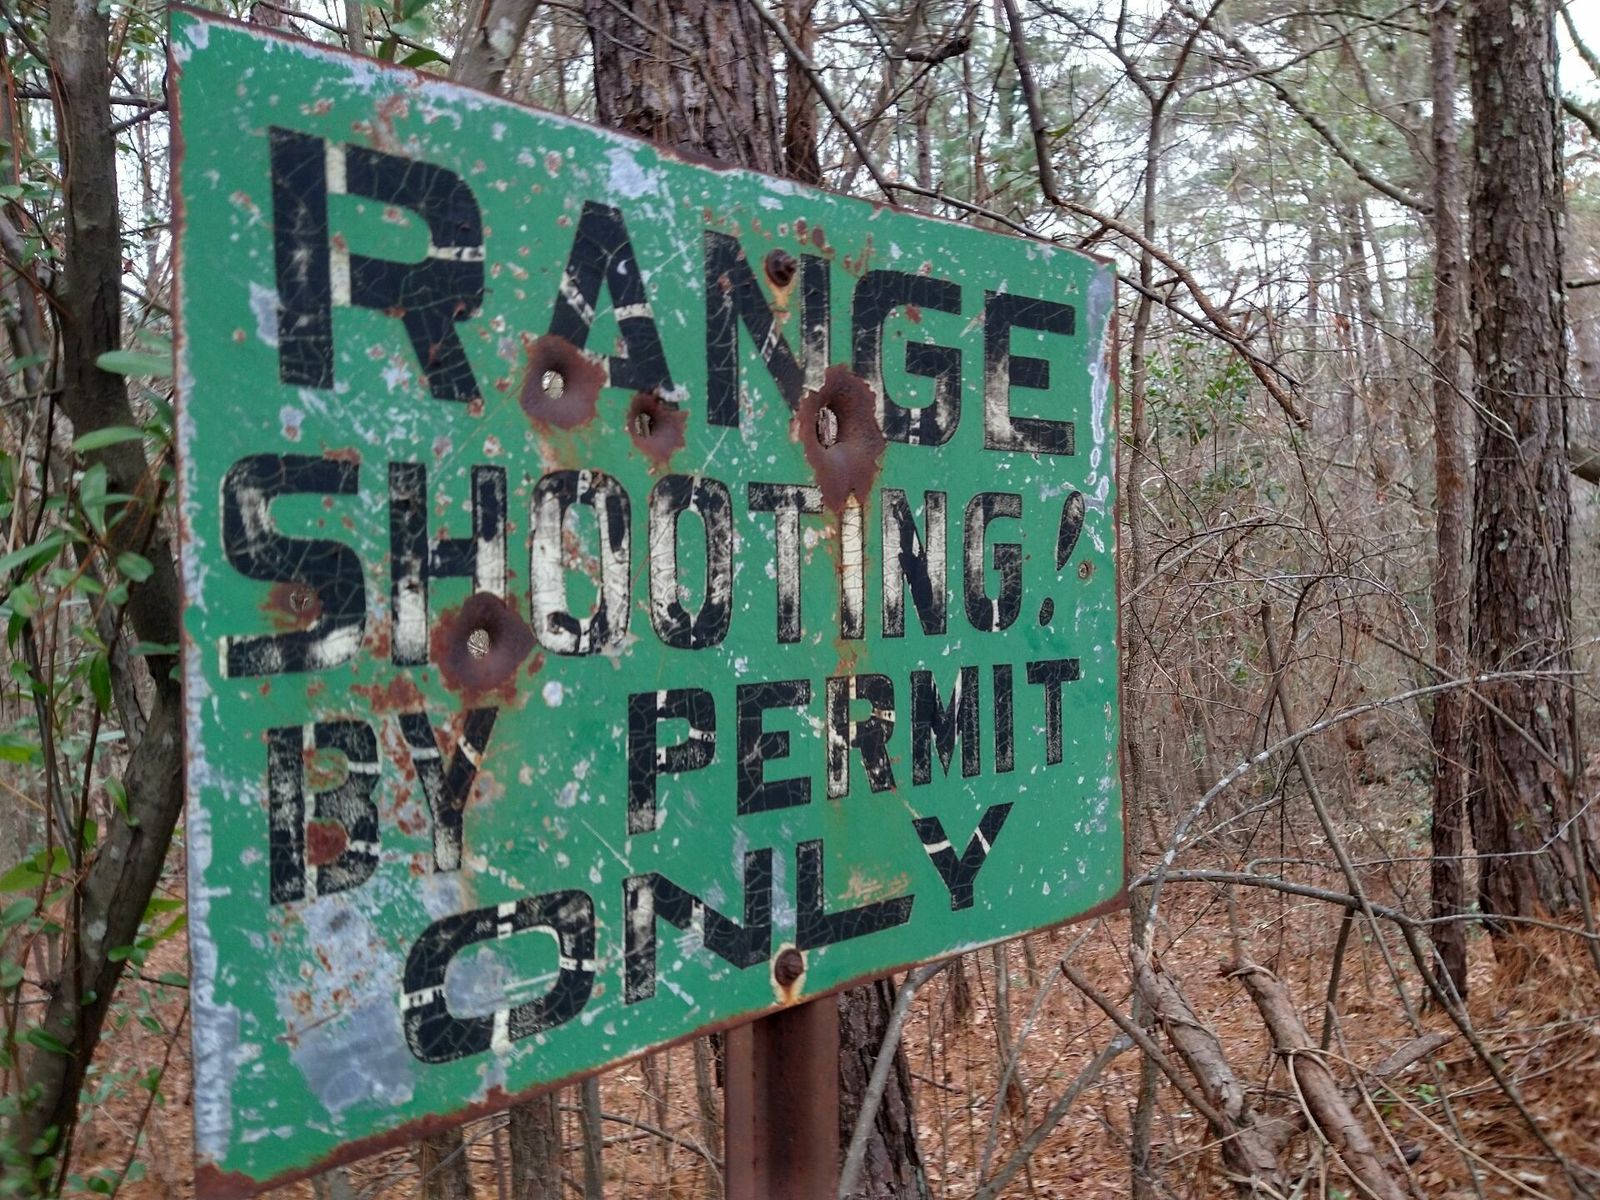 RANGE
SHOOTING!
BY PERMIT
ONLY